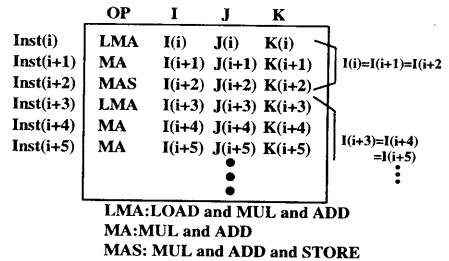 OP I J K
Inst(i) LMA I(i) J(i) K(i)
Inst(i+1) MA I(i+1) J(i+1) K(i+1)
Inst(i+2) MAS I(i+2) J(i+2) K(i+2)
Inst(i+3) LMA I(i+3) J(i+3) K(i+3)
Inst(i+4) MA I(i+4) J(i+4) K(i+4)
Inst(i+5) MA I(i+5) J(i+5) K(i+5)
I(i)=I(i+1)=I(i+2
I(i+3)=I(i+4)
=I(i+5)
LMA:LOAD and MUL and ADD
MA:MUL and ADD
MAS: MUL and ADD and STORE